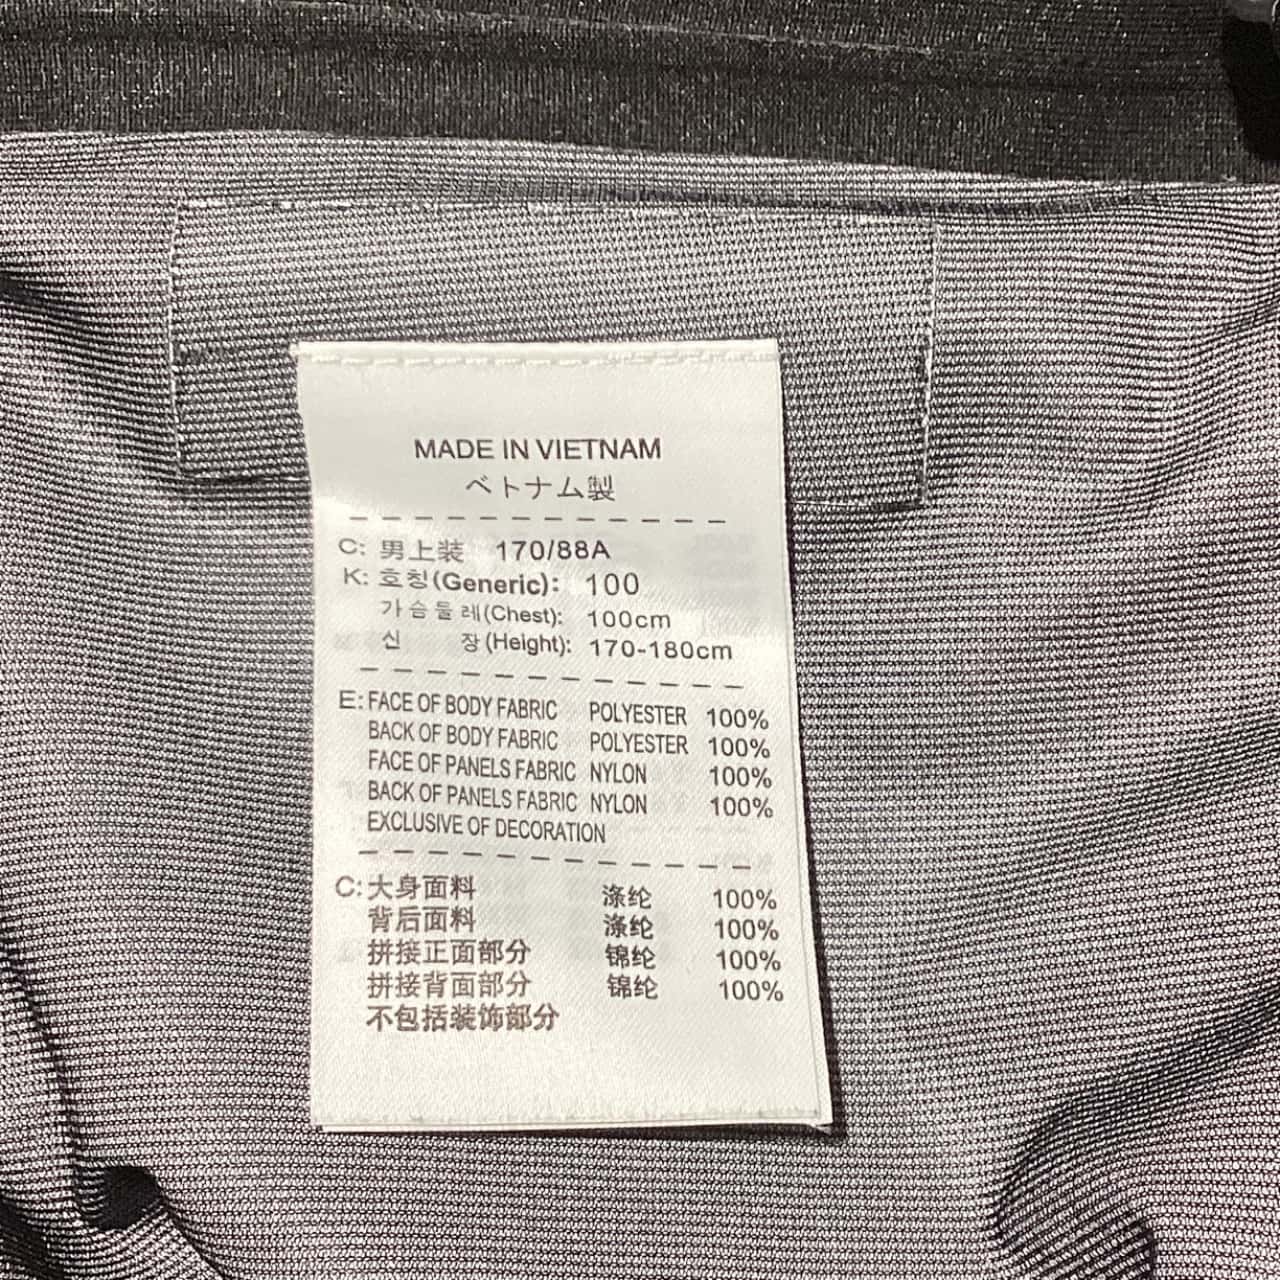 MADE IN VIETNAM
ベトナム製
C: 男上装 170/88A
K: 호칭(Generic): 100
가슴둘레(Chest): 100cm
신 장(Height): 170-180cm
E: FACE OF BODY FABRIC POLYESTER 100%
BACK OF BODY FABRIC POLYESTER 100%
FACE OF PANELS FABRIC NYLON 100%
BACK OF PANELS FABRIC NYLON 100%
EXCLUSIVE OF DECORATION
C: 大身面料 涤纶 100%
背后面料 涤纶 100%
拼接正面部分 锦纶 100%
拼接背面部分 锦纶 100%
不包括装饰部分